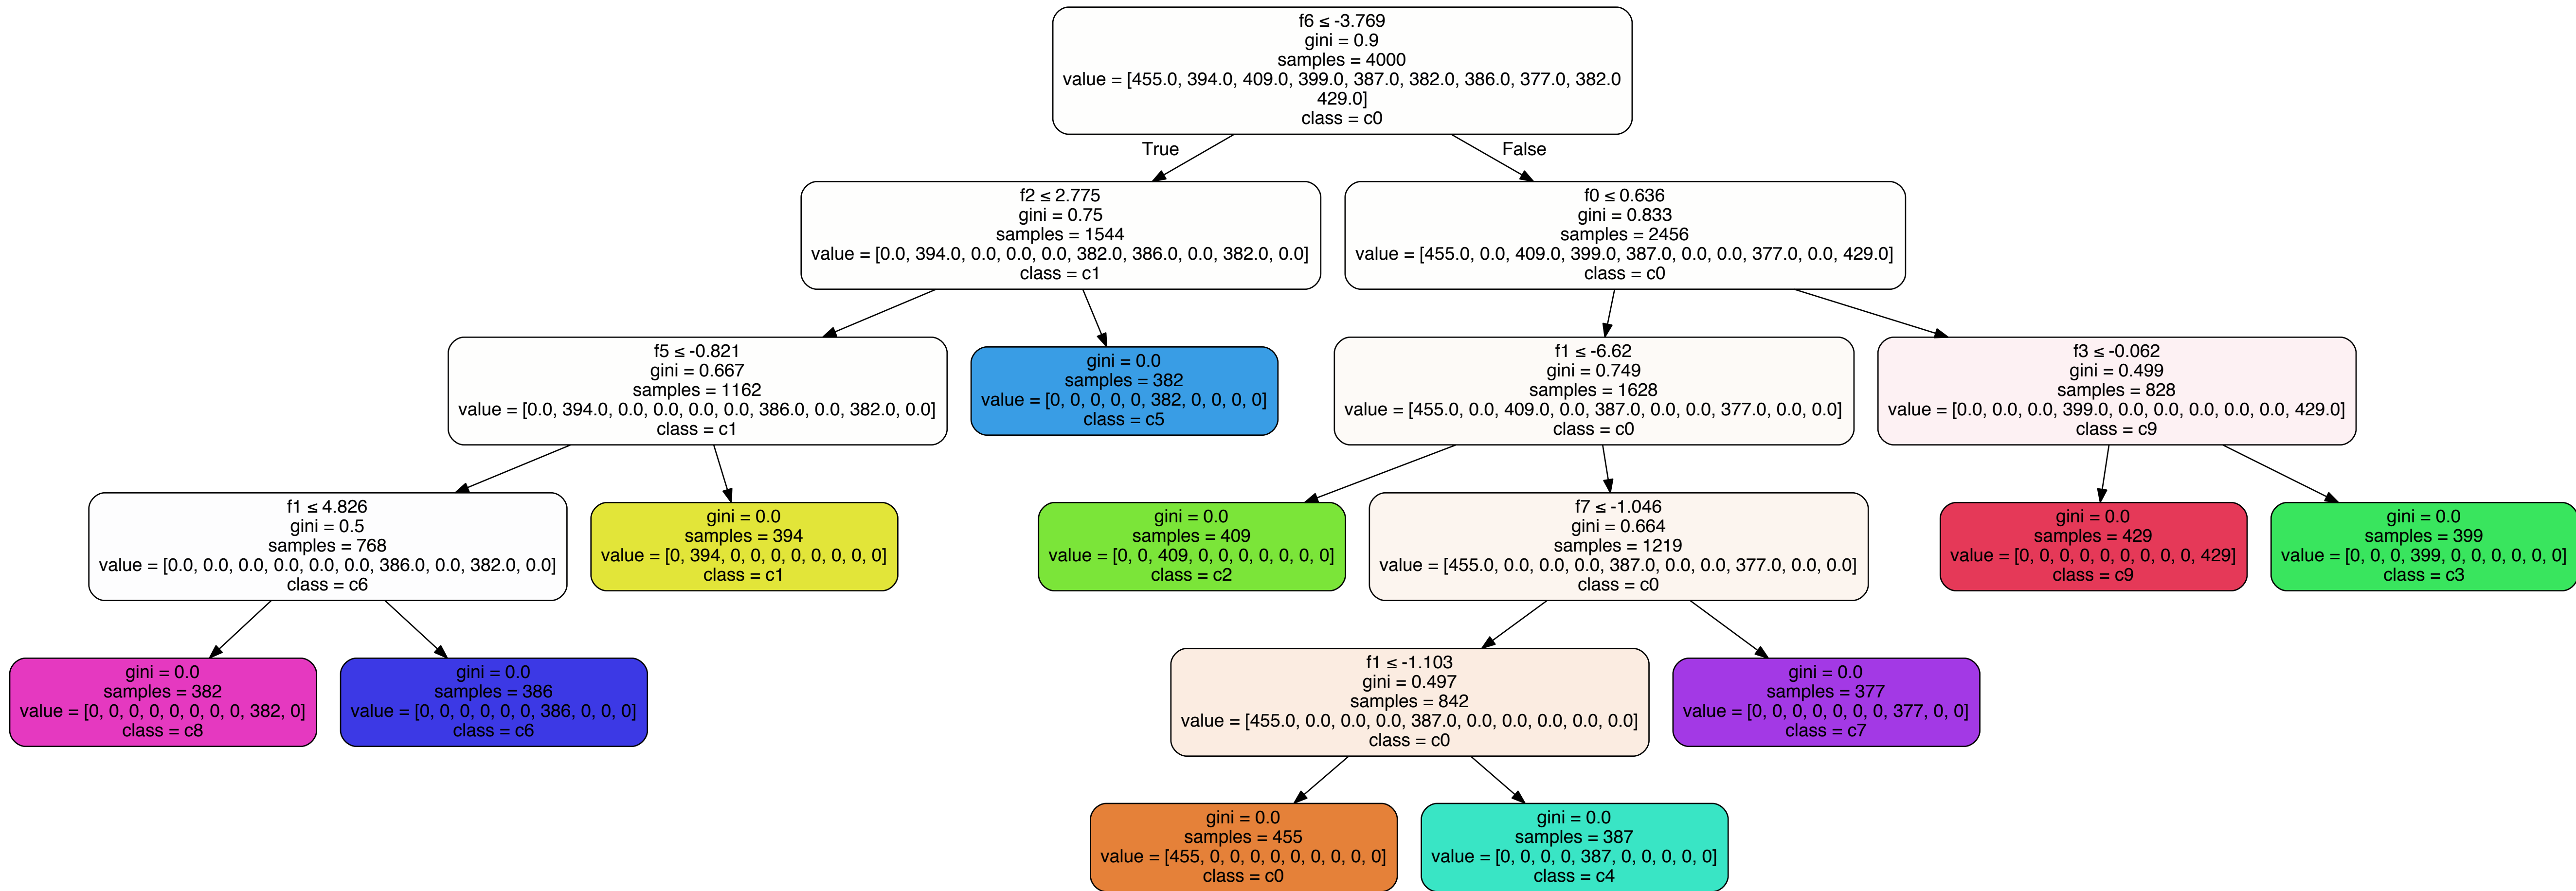 f6 ≤ -3.769
gini = 0.9
samples = 4000
value = [455.0, 394.0, 409.0, 399.0, 387.0, 382.0, 386.0, 377.0, 382.0
429.0]
class = c0
True
False
f2 ≤ 2.775
gini = 0.75
samples = 1544
value = [0.0, 394.0, 0.0, 0.0, 0.0, 382.0, 386.0, 0.0, 382.0, 0.0]
class = c1
f0 ≤ 0.636
gini = 0.833
samples = 2456
value = [455.0, 0.0, 409.0, 399.0, 387.0, 0.0, 0.0, 377.0, 0.0, 429.0]
class = c0
f5 ≤ -0.821
gini = 0.667
samples = 1162
value = [0.0, 394.0, 0.0, 0.0, 0.0, 0.0, 386.0, 0.0, 382.0, 0.0]
class = c1
gini = 0.0
samples = 382
value = [0, 0, 0, 0, 0, 382, 0, 0, 0, 0]
class = c5
f1 ≤ -6.62
gini = 0.749
samples = 1628
value = [455.0, 0.0, 409.0, 0.0, 387.0, 0.0, 0.0, 377.0, 0.0, 0.0]
class = c0
f3 ≤ -0.062
gini = 0.499
samples = 828
value = [0.0, 0.0, 0.0, 399.0, 0.0, 0.0, 0.0, 0.0, 0.0, 429.0]
class = c9
f1 ≤ 4.826
gini = 0.5
samples = 768
value = [0.0, 0.0, 0.0, 0.0, 0.0, 0.0, 386.0, 0.0, 382.0, 0.0]
class = c6
gini = 0.0
samples = 394
value = [0, 394, 0, 0, 0, 0, 0, 0, 0, 0]
class = c1
gini = 0.0
samples = 409
value = [0, 0, 409, 0, 0, 0, 0, 0, 0, 0]
class = c2
f7 ≤ -1.046
gini = 0.664
samples = 1219
value = [455.0, 0.0, 0.0, 0.0, 387.0, 0.0, 0.0, 377.0, 0.0, 0.0]
class = c0
gini = 0.0
samples = 429
value = [0, 0, 0, 0, 0, 0, 0, 0, 0, 429]
class = c9
gini = 0.0
samples = 399
value = [0, 0, 0, 399, 0, 0, 0, 0, 0, 0]
class = c3
gini = 0.0
samples = 382
value = [0, 0, 0, 0, 0, 0, 0, 0, 382, 0]
class = c8
gini = 0.0
samples = 386
value = [0, 0, 0, 0, 0, 0, 386, 0, 0, 0]
class = c6
f1 ≤ -1.103
gini = 0.497
samples = 842
value = [455.0, 0.0, 0.0, 0.0, 387.0, 0.0, 0.0, 0.0, 0.0, 0.0]
class = c0
gini = 0.0
samples = 377
value = [0, 0, 0, 0, 0, 0, 0, 377, 0, 0]
class = c7
gini = 0.0
samples = 455
value = [455, 0, 0, 0, 0, 0, 0, 0, 0, 0]
class = c0
gini = 0.0
samples = 387
value = [0, 0, 0, 0, 387, 0, 0, 0, 0, 0]
class = c4